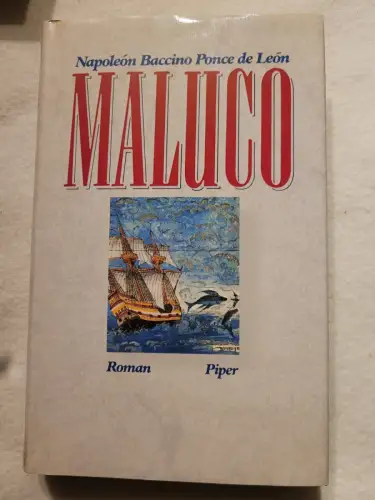 Napoleón Baccino Ponce de León
MALUCO
Roman Piper